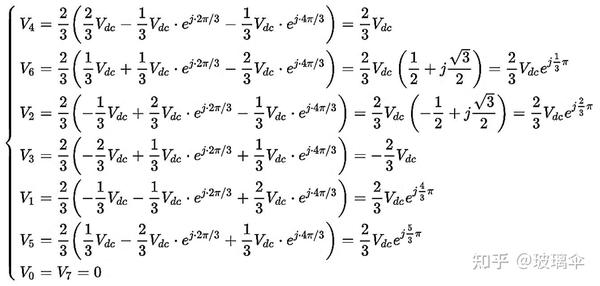 V_4 = \frac{2}{3}\left(\frac{2}{3}V_{dc} - \frac{1}{3}V_{dc} \cdot e^{j \cdot 2\pi/3} - \frac{1}{3}V_{dc} \cdot e^{j \cdot 4\pi/3}\right) = \frac{2}{3}V_{dc}
V_6 = \frac{2}{3}\left(\frac{1}{3}V_{dc} + \frac{1}{3}V_{dc} \cdot e^{j \cdot 2\pi/3} - \frac{2}{3}V_{dc} \cdot e^{j \cdot 4\pi/3}\right) = \frac{2}{3}V_{dc}\left(\frac{1}{2} + j\frac{\sqrt{3}}{2}\right) = \frac{2}{3}V_{dc}e^{j\frac{1}{3}\pi}
V_2 = \frac{2}{3}\left(-\frac{1}{3}V_{dc} + \frac{2}{3}V_{dc} \cdot e^{j \cdot 2\pi/3} - \frac{1}{3}V_{dc} \cdot e^{j \cdot 4\pi/3}\right) = \frac{2}{3}V_{dc}\left(-\frac{1}{2} + j\frac{\sqrt{3}}{2}\right) = \frac{2}{3}V_{dc}e^{j\frac{2}{3}\pi}
V_3 = \frac{2}{3}\left(-\frac{2}{3}V_{dc} + \frac{1}{3}V_{dc} \cdot e^{j \cdot 2\pi/3} + \frac{1}{3}V_{dc} \cdot e^{j \cdot 4\pi/3}\right) = -\frac{2}{3}V_{dc}
V_1 = \frac{2}{3}\left(-\frac{1}{3}V_{dc} - \frac{1}{3}V_{dc} \cdot e^{j \cdot 2\pi/3} + \frac{2}{3}V_{dc} \cdot e^{j \cdot 4\pi/3}\right) = \frac{2}{3}V_{dc}e^{j\frac{4}{3}\pi}
V_5 = \frac{2}{3}\left(\frac{1}{3}V_{dc} - \frac{2}{3}V_{dc} \cdot e^{j \cdot 2\pi/3} + \frac{1}{3}V_{dc} \cdot e^{j \cdot 4\pi/3}\right) = \frac{2}{3}V_{dc}e^{j\frac{5}{3}\pi}
V_0 = V_7 = 0
知乎 @玻璃伞